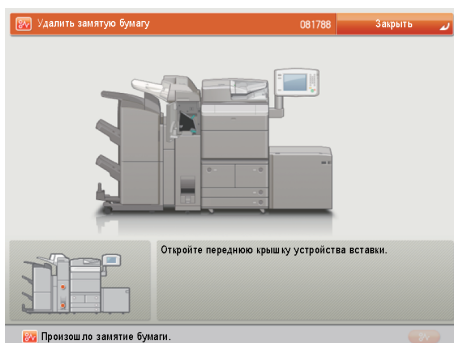 Удалить замятую бумагу 081788 Закрыть
Откройте переднюю крышку устройства вставки.
Произошло замятие бумаги.